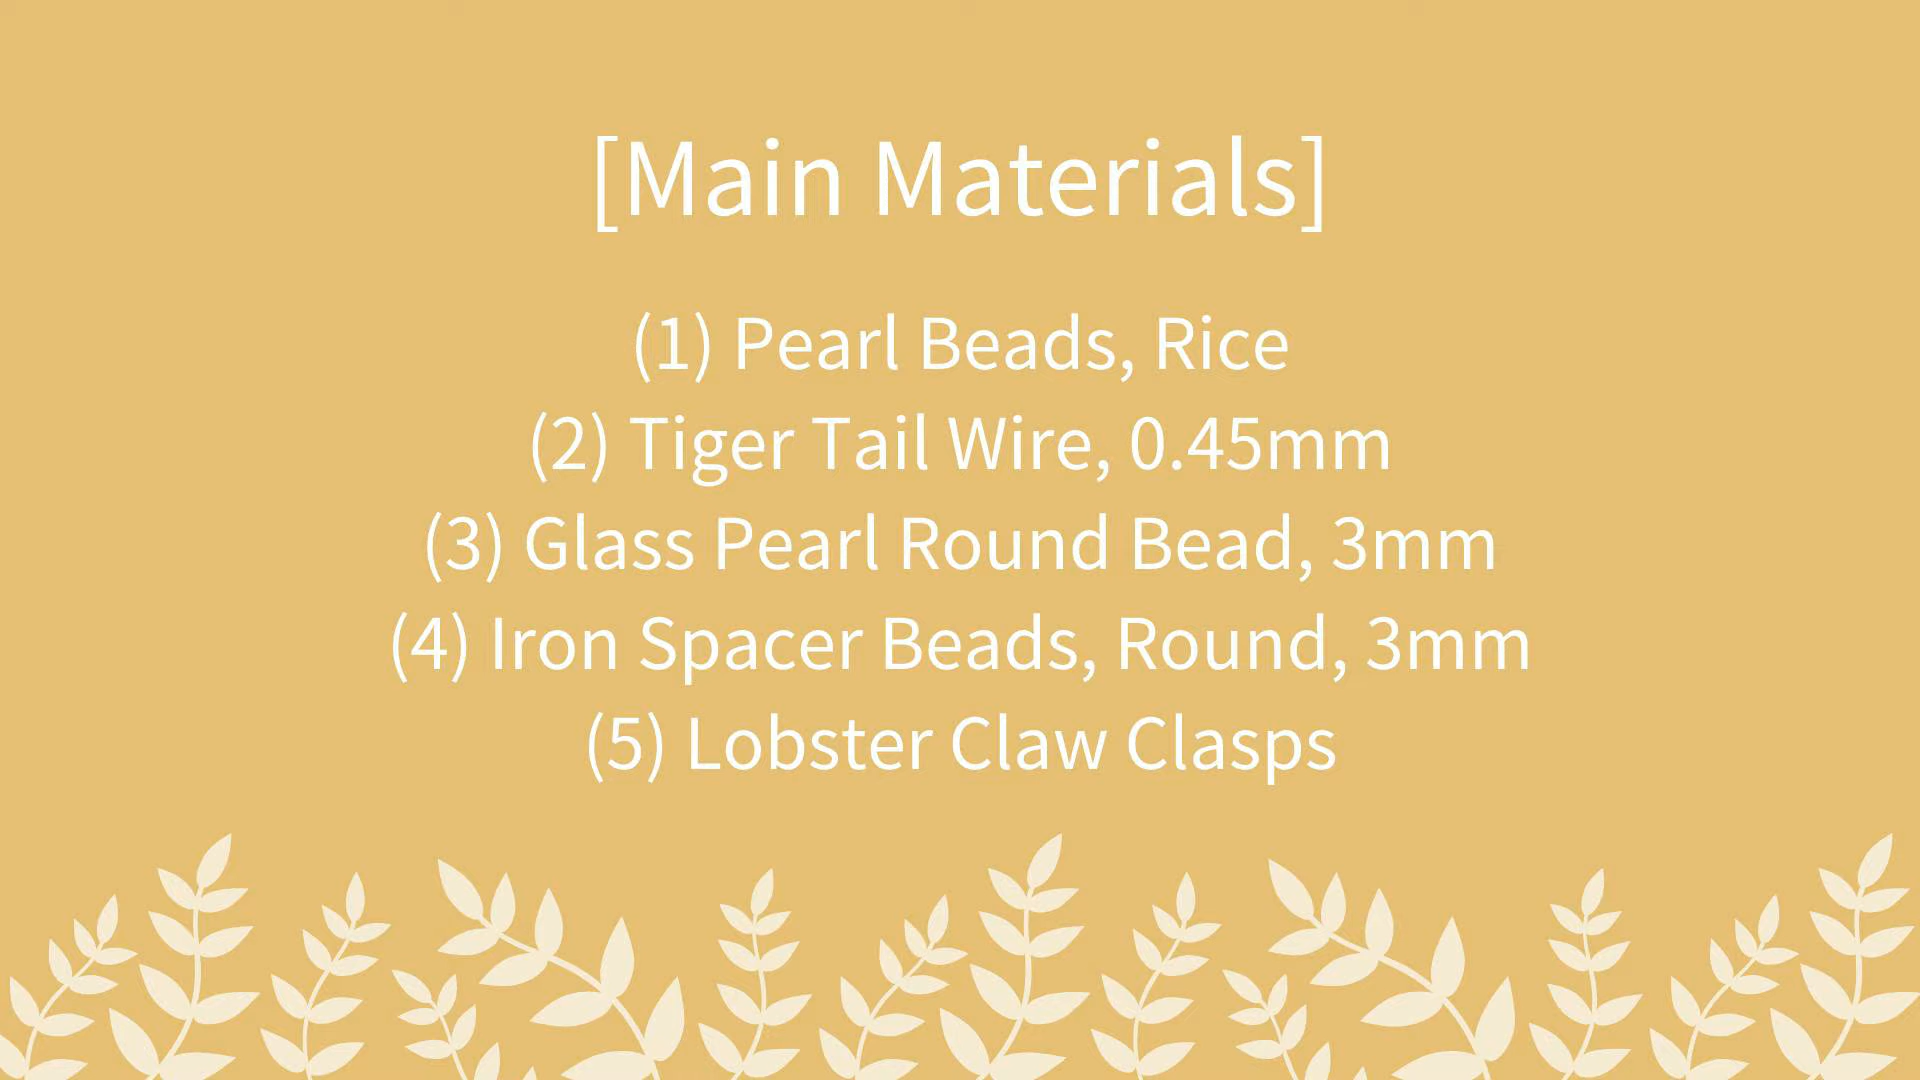 [Main Materials]
(1) Pearl Beads, Rice
(2) Tiger Tail Wire, 0.45mm
(3) Glass Pearl Round Bead, 3mm
(4) Iron Spacer Beads, Round, 3mm
(5) Lobster Claw Clasps